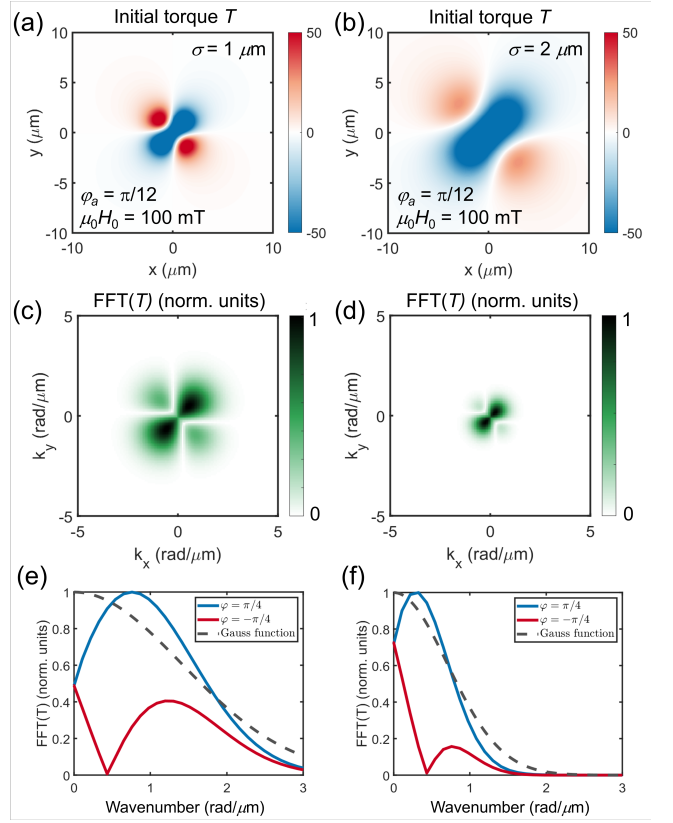 (a) Initial torque T
σ = 1 μm
φa = π/12
μ0H0 = 100 mT
10
5
0
-5
-10
y (μm)
-10 0 10
x (μm)
50
0
-50
(b) Initial torque T
σ = 2 μm
φa = π/12
μ0H0 = 100 mT
10
5
0
-5
-10
y (μm)
-10 0 10
x (μm)
50
0
-50
(c) FFT(T) (norm. units)
5
0
-5
ky (rad/μm)
-5 0 5
kx (rad/μm)
1
0
(d) FFT(T) (norm. units)
5
0
-5
ky (rad/μm)
-5 0 5
kx (rad/μm)
1
0
(e)
1
0.8
0.6
0.4
0.2
0
FFT(T) (norm. units)
φ = π/4
φ = −π/4
Gauss function
0 1 2 3
Wavenumber (rad/μm)
(f)
1
0.8
0.6
0.4
0.2
0
FFT(T) (norm. units)
φ = π/4
φ = −π/4
Gauss function
0 1 2 3
Wavenumber (rad/μm)